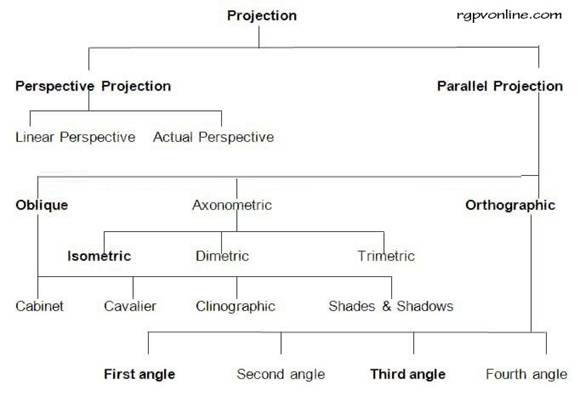 Projection
rgpvonline.com
Perspective Projection
Parallel Projection
Linear Perspective
Actual Perspective
Oblique
Axonometric
Orthographic
Isometric
Dimetric
Trimetric
Cabinet
Cavalier
Clinographic
Shades & Shadows
First angle
Second angle
Third angle
Fourth angle